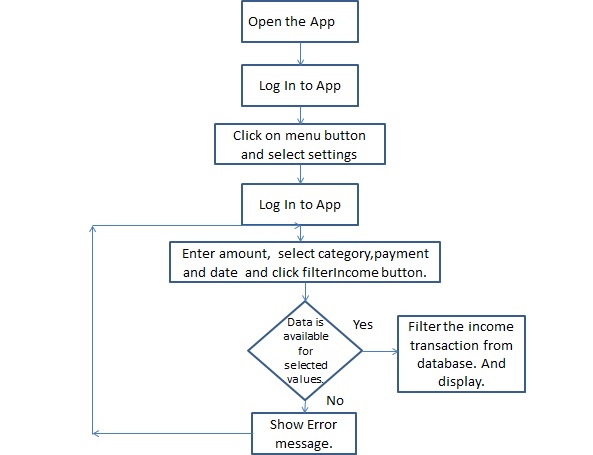 Open the App
Log In to App
Click on menu button
and select settings
Log In to App
Enter amount, select category,payment
and date and click filterIncome button.
Data is
available
for
selected
values.
Yes
Filter the income
transaction from
database. And
display.
No
Show Error
message.